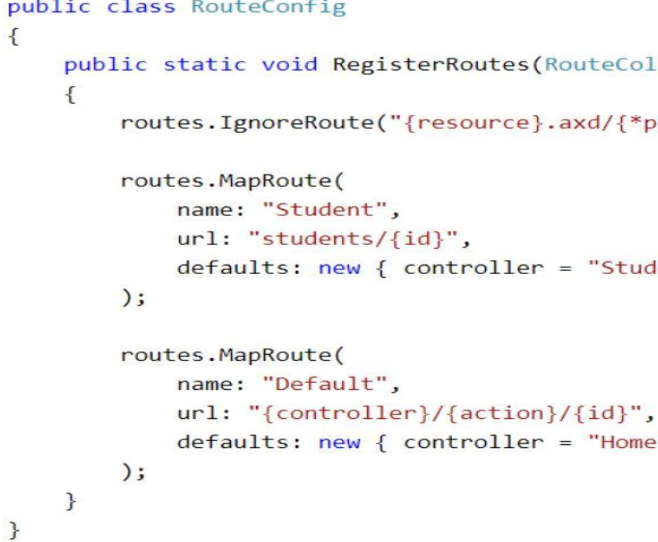 public class RouteConfig
{
    public static void RegisterRoutes(RouteCol
    {
        routes.IgnoreRoute("{resource}.axd/{*p
        routes.MapRoute(
            name: "Student",
            url: "students/{id}",
            defaults: new { controller = "Stud
        );
        routes.MapRoute(
            name: "Default",
            url: "{controller}/{action}/{id}",
            defaults: new { controller = "Home
        );
    }
}